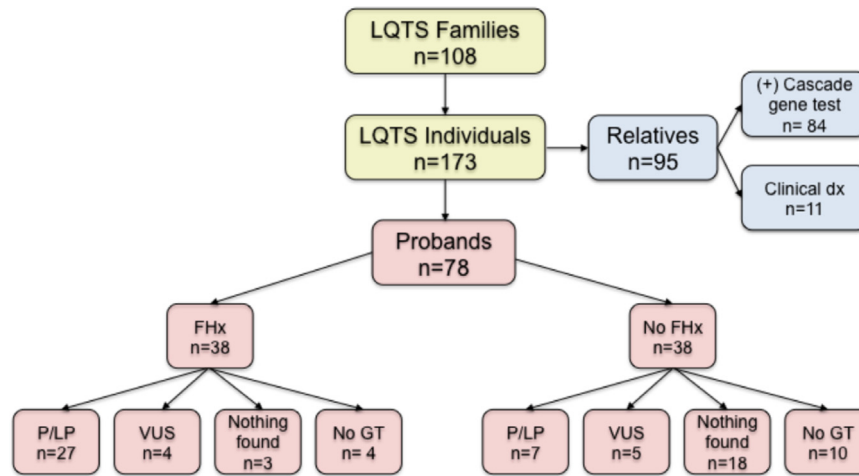 LQTS Families
n=108
LQTS Individuals
n=173
Relatives
n=95
(+) Cascade
gene test
n= 84
Clinical dx
n=11
Probands
n=78
FHx
n=38
No FHx
n=38
P/LP
n=27
VUS
n=4
Nothing
found
n=3
No GT
n= 4
P/LP
n=7
VUS
n=5
Nothing
found
n=18
No GT
n=10